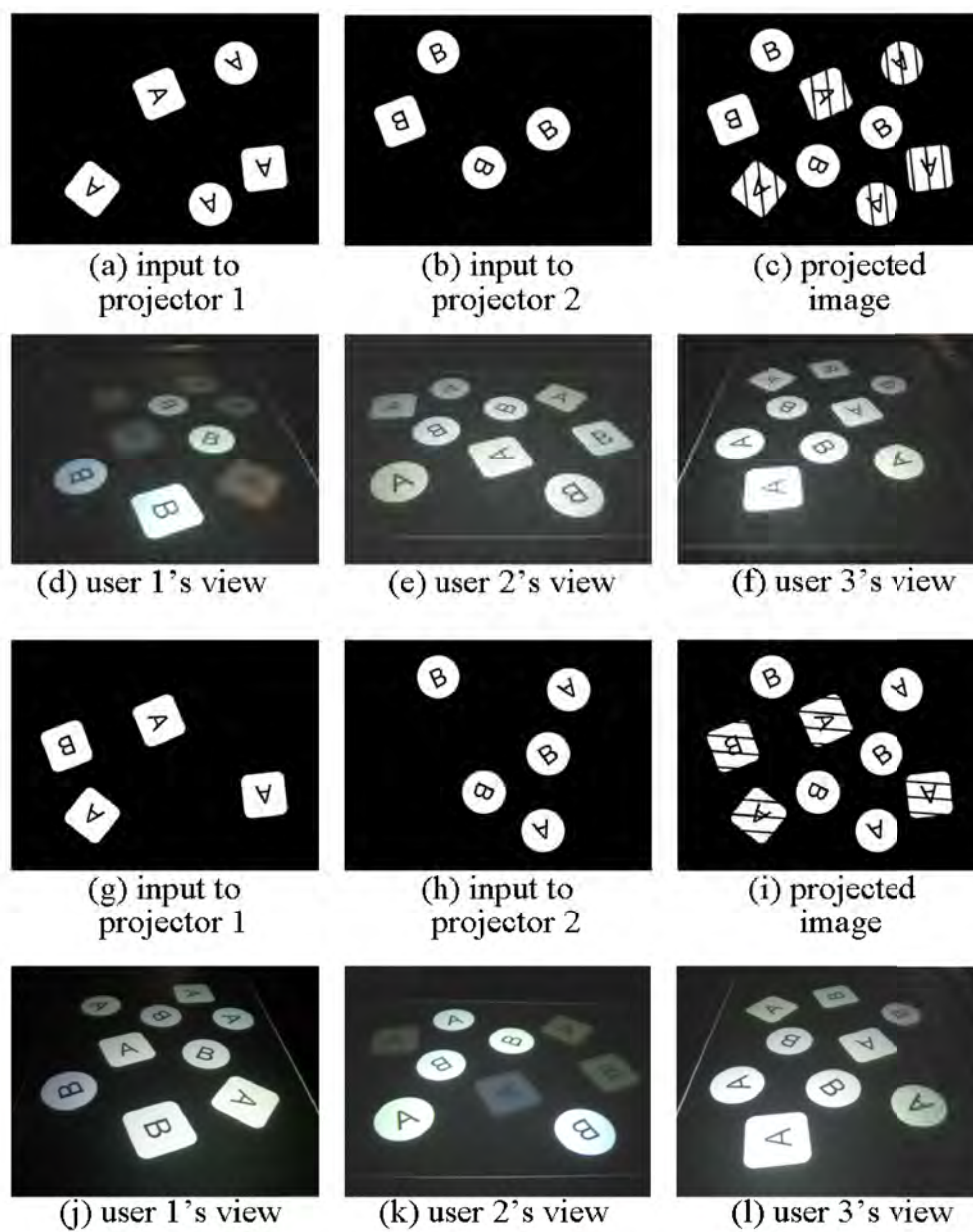 A
A
A
A
A
(a) input to
projector 1
B
B
B
B
(b) input to
projector 2
B
A
A
B
B
B
A
A
A
(c) projected
image
B
B
B
B
(d) user 1's view
A
B
B
A
A
B
(e) user 2's view
A
B
A
A
B
A
A
(f) user 3's view
A
B
A
A
(g) input to
projector 1
B
A
B
B
A
(h) input to
projector 2
B
A
A
B
B
A
B
A
A
(i) projected
image
A
A
B
A
A
B
B
A
B
(j) user 1's view
A
B
B
A
B
(k) user 2's view
B
A
B
A
A
B
A
A
(l) user 3's view